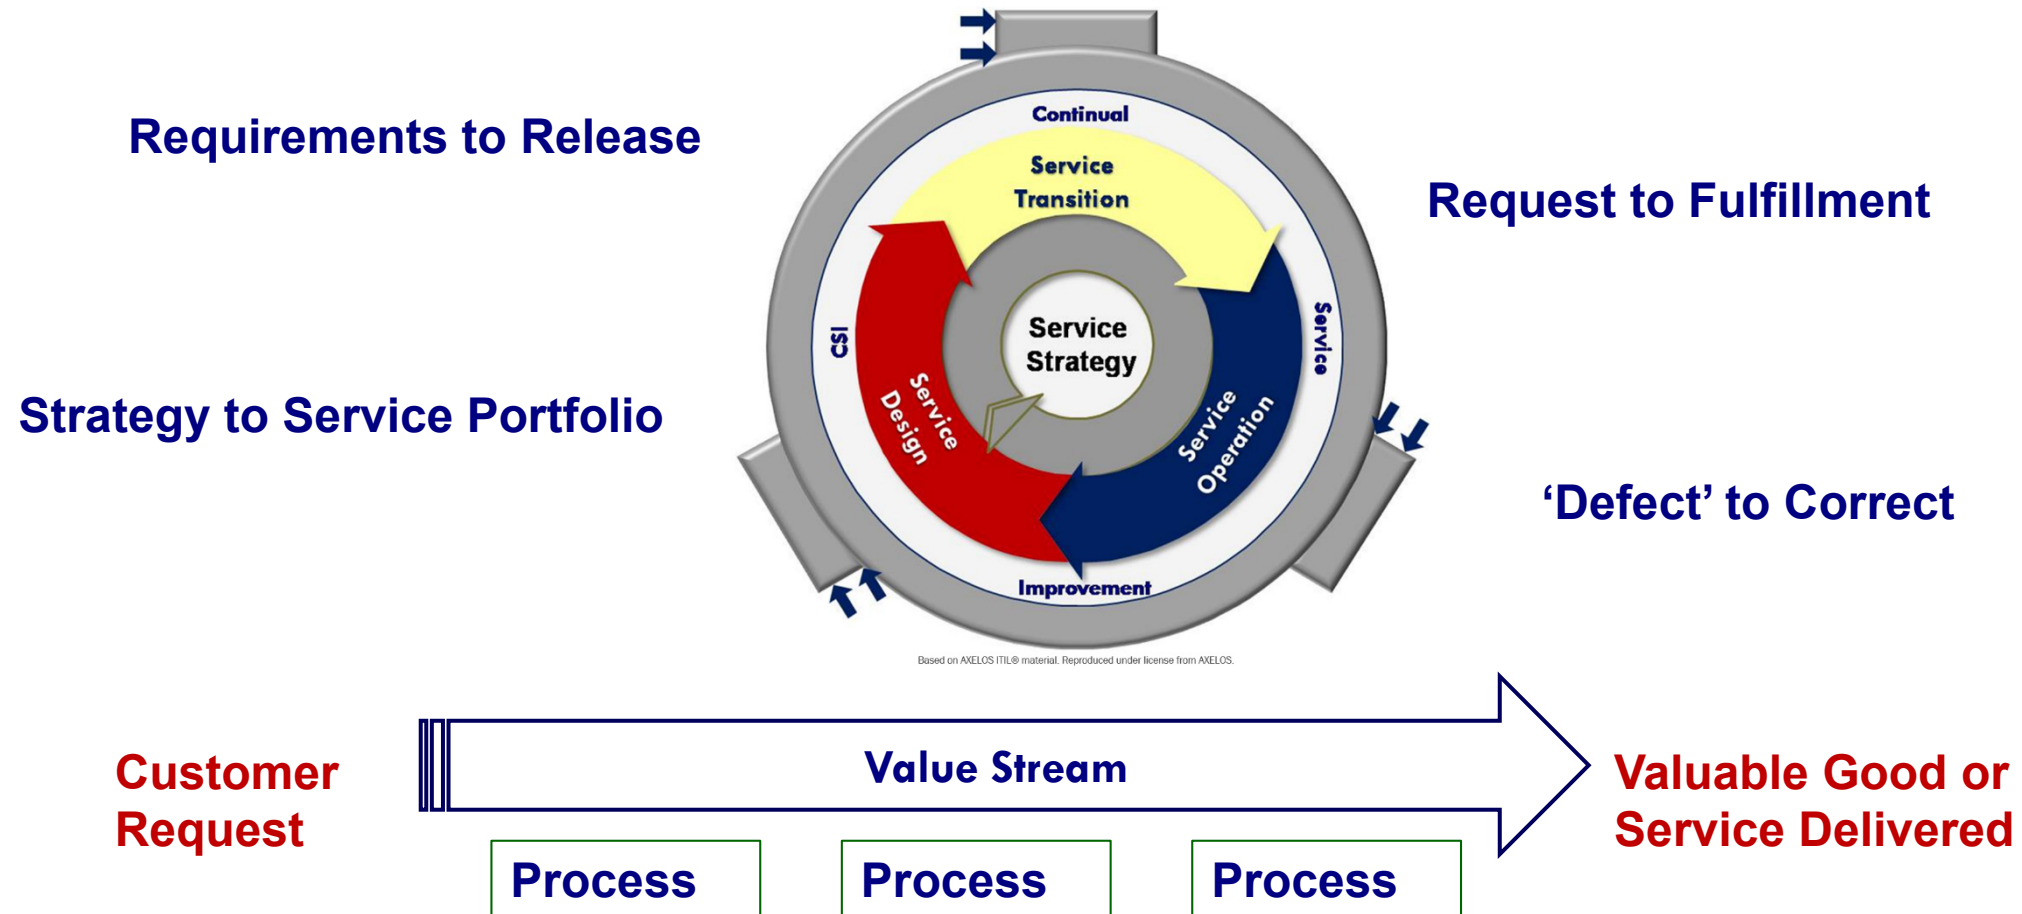 Requirements to Release
Strategy to Service Portfolio
Continual
Service
Transition
CSI
Service
Strategy
Service
Service
Design
Service
Operation
Improvement
Request to Fulfillment
‘Defect’ to Correct
Based on AXELOS ITIL® material. Reproduced under license from AXELOS.
Customer
Request
Value Stream
Valuable Good or
Service Delivered
Process
Process
Process